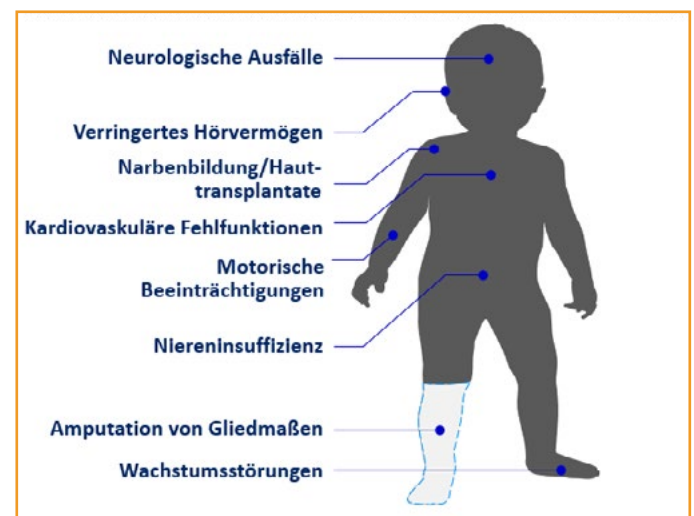 Neurologische Ausfälle
Verringertes Hörvermögen
Narbenbildung/Haut-
transplantate
Kardiovaskuläre Fehlfunktionen
Motorische
Beeinträchtigungen
Niereninsuffizienz
Amputation von Gliedmaßen
Wachstumsstörungen